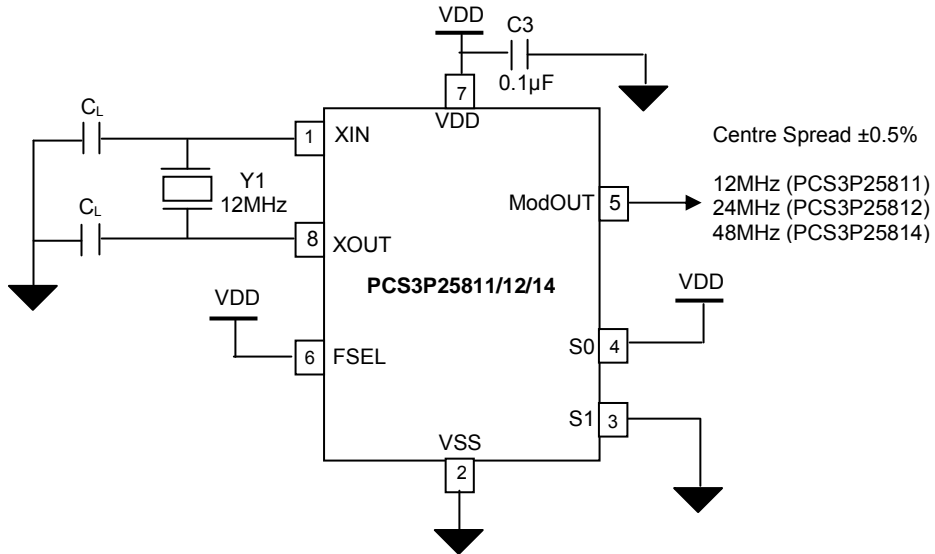 VDD
C3
0.1µF
7
VDD
CL
1
XIN
Y1
12MHz
CL
8
XOUT
ModOUT
5
Centre Spread ±0.5%
12MHz (PCS3P25811)
24MHz (PCS3P25812)
48MHz (PCS3P25814)
PCS3P25811/12/14
VDD
6
FSEL
VDD
S0
4
S1
3
VSS
2